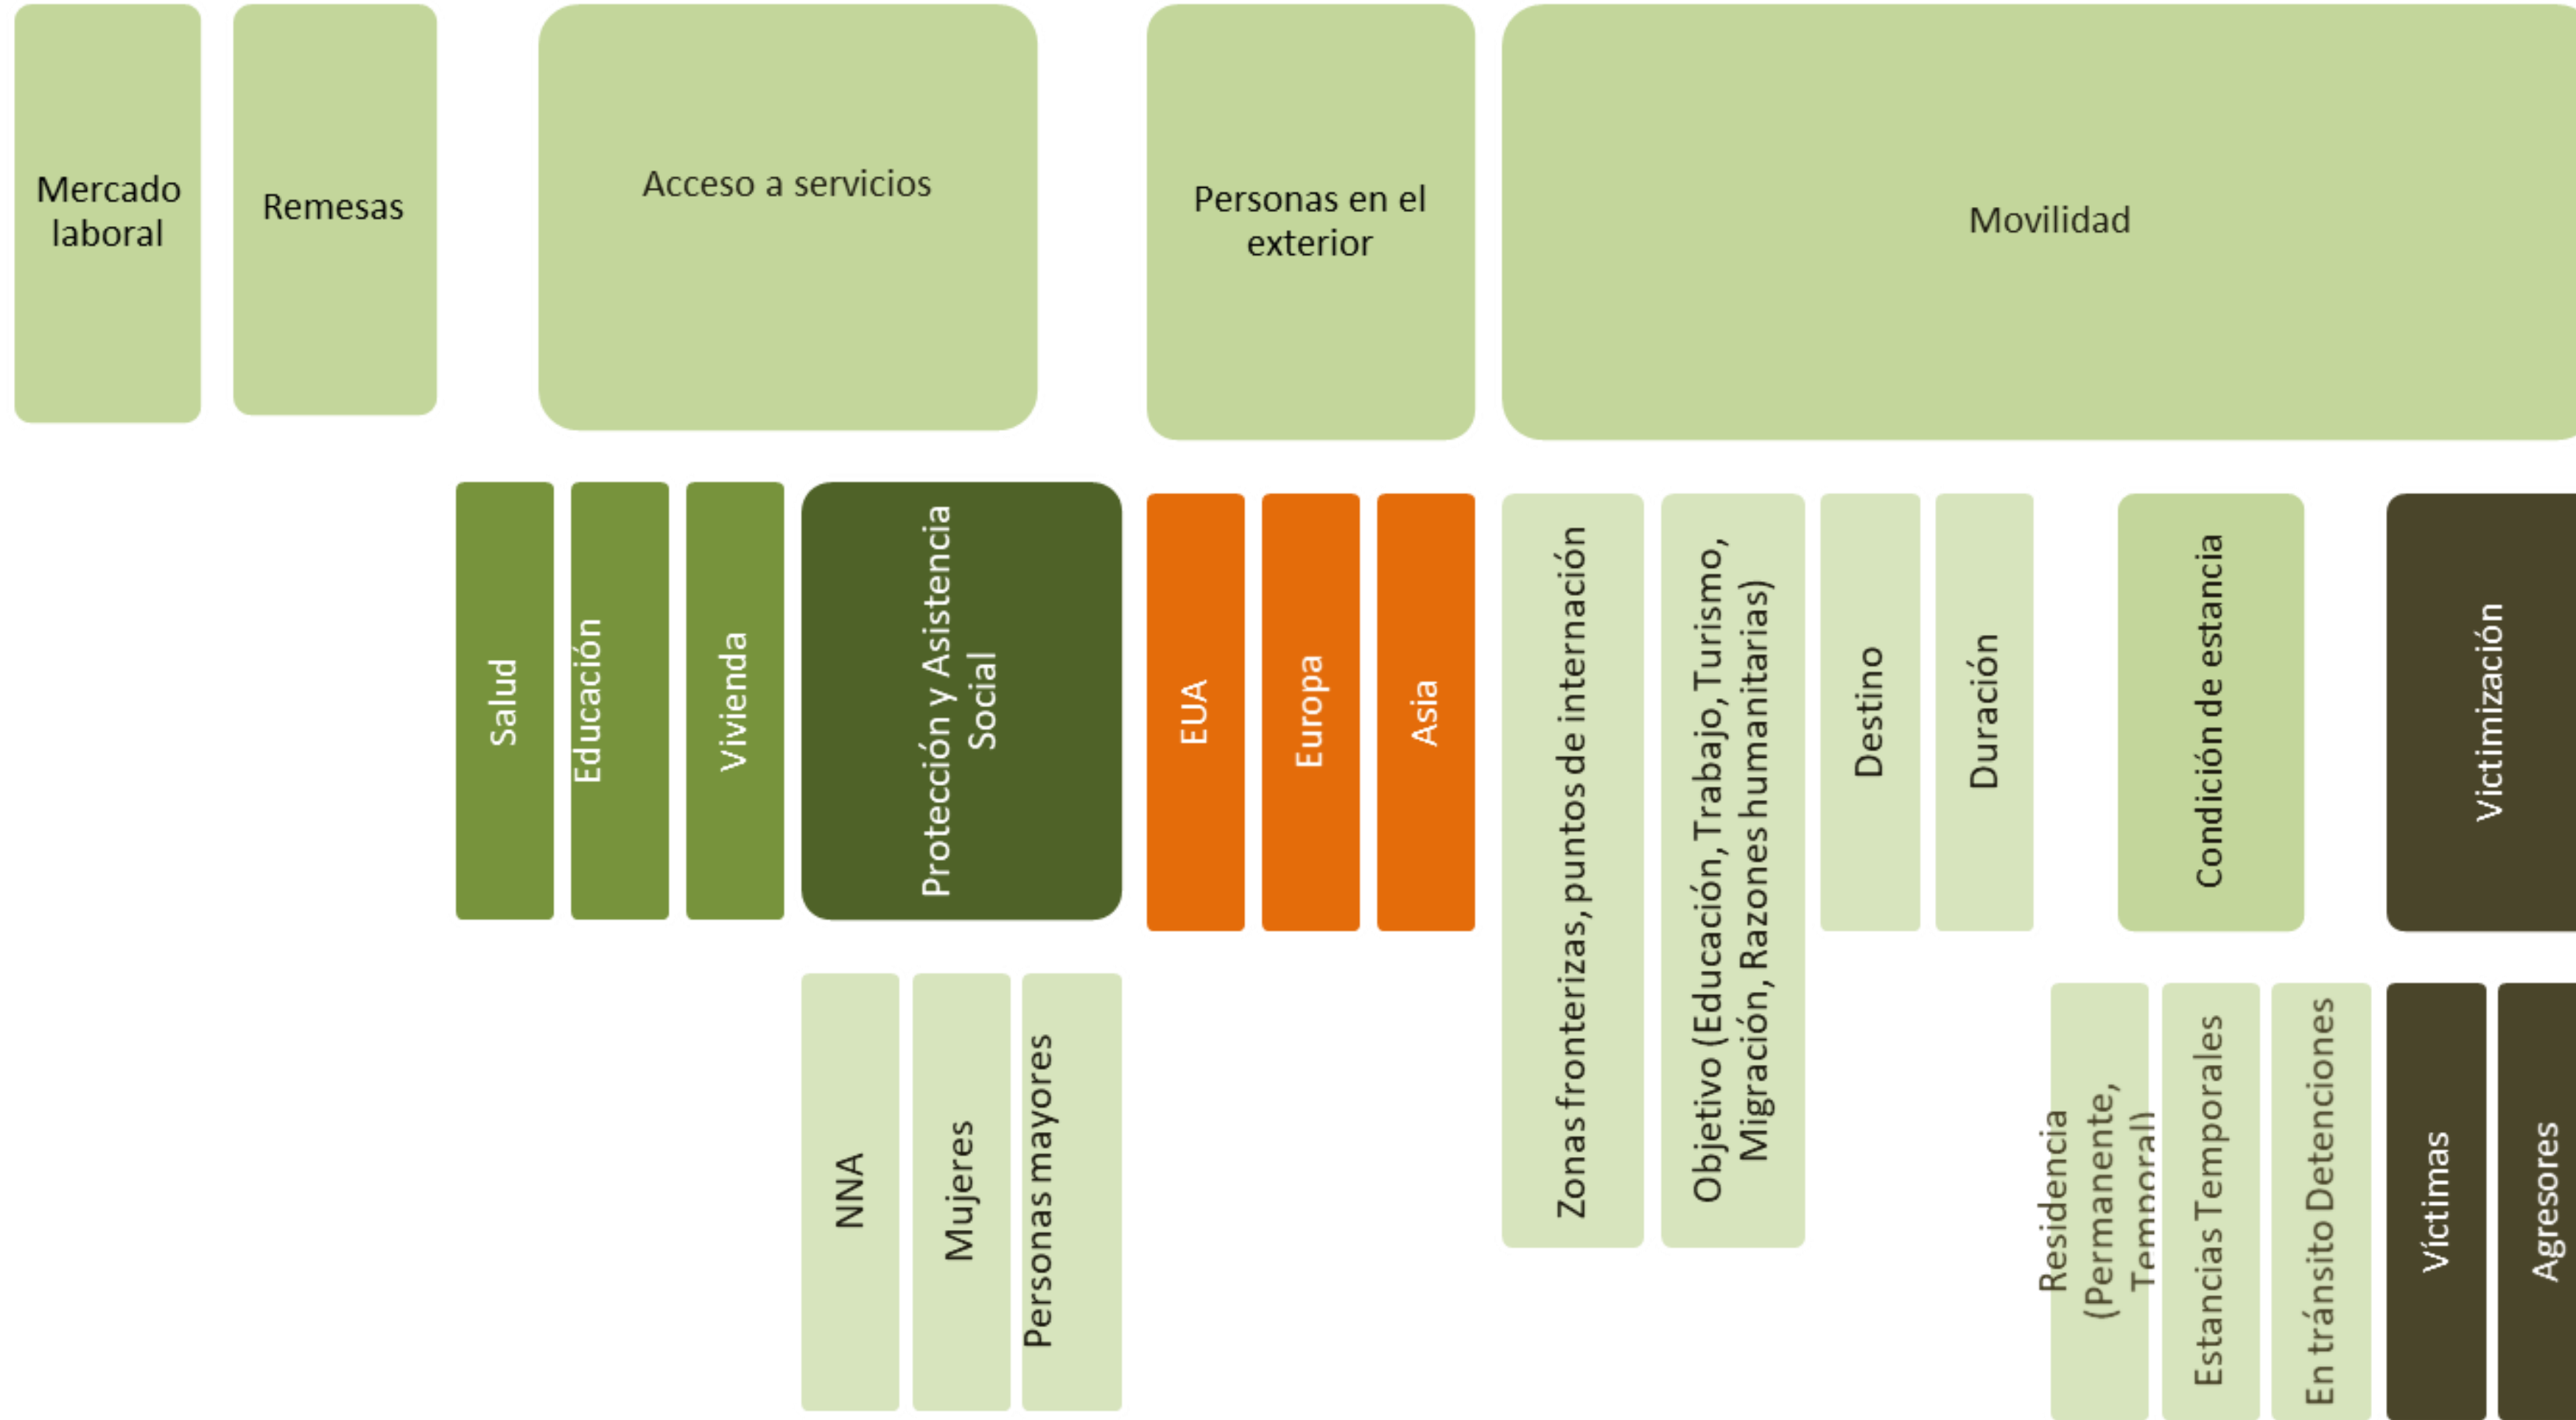 Mercado
laboral
Remesas
Acceso a servicios
Personas en el
exterior
Movilidad
Salud
Educación
Vivienda
Protección y Asistencia
Social
EUA
Europa
Asia
Zonas fronterizas, puntos de internación
Objetivo (Educación, Trabajo, Turismo,
Migración, Razones humanitarias)
Destino
Duración
Condición de estancia
Victimización
NNA
Mujeres
Personas mayores
Residencia
(Permanente,
Temporal)
Estancias Temporales
En tránsito Detenciones
Víctimas
Agresores